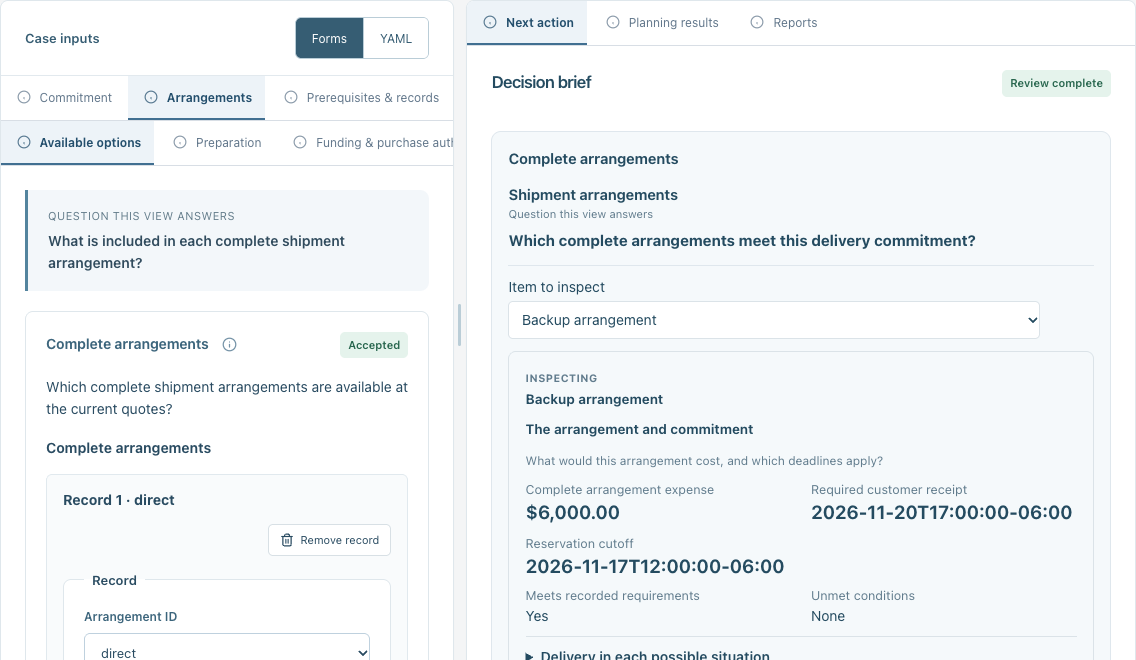 Case inputs
Forms
YAML
Commitment
Arrangements
Prerequisites & records
Available options
Preparation
Funding & purchase aut
QUESTION THIS VIEW ANSWERS
What is included in each complete shipment
arrangement?
Complete arrangements
Accepted
Which complete shipment arrangements are available at
the current quotes?
Complete arrangements
Record 1 · direct
Remove record
Record
Arrangement ID
direct
Next action
Planning results
Reports
Decision brief
Review complete
Complete arrangements
Shipment arrangements
Question this view answers
Which complete arrangements meet this delivery commitment?
Item to inspect
Backup arrangement
INSPECTING
Backup arrangement
The arrangement and commitment
What would this arrangement cost, and which deadlines apply?
Complete arrangement expense
$6,000.00
Required customer receipt
2026-11-20T17:00:00-06:00
Reservation cutoff
2026-11-17T12:00:00-06:00
Meets recorded requirements
Yes
Unmet conditions
None
Delivery in each possible situation